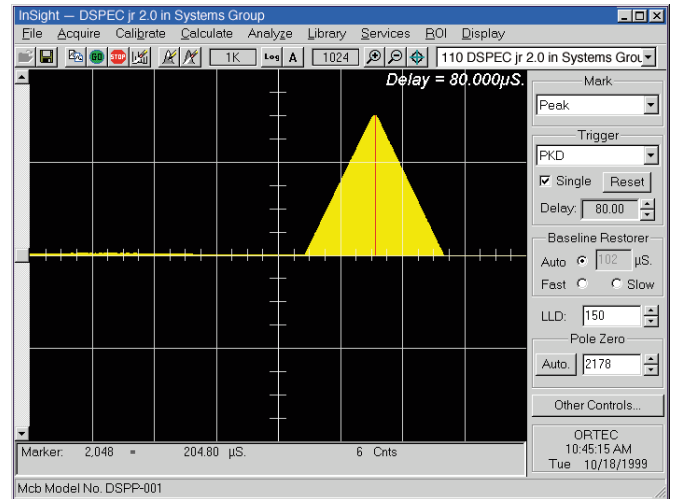 InSight — DSPEC jr 2.0 in Systems Group
File Acquire Calibrate Calculate Analyze Library Services ROI Display
GO STOP 1K Log A 1024 110 DSPEC jr 2.0 in Systems Grou
Delay = 80.000µS.
Mark
Peak
Trigger
PKD
Single Reset
Delay: 80.00
Baseline Restorer
Auto 102 µS.
Fast Slow
LLD: 150
Pole Zero
Auto. 2178
Other Controls...
Marker: 2,048 = 204.80 µS. 6 Cnts
ORTEC
10:45:15 AM
Tue 10/18/1999
Mcb Model No. DSPP-001